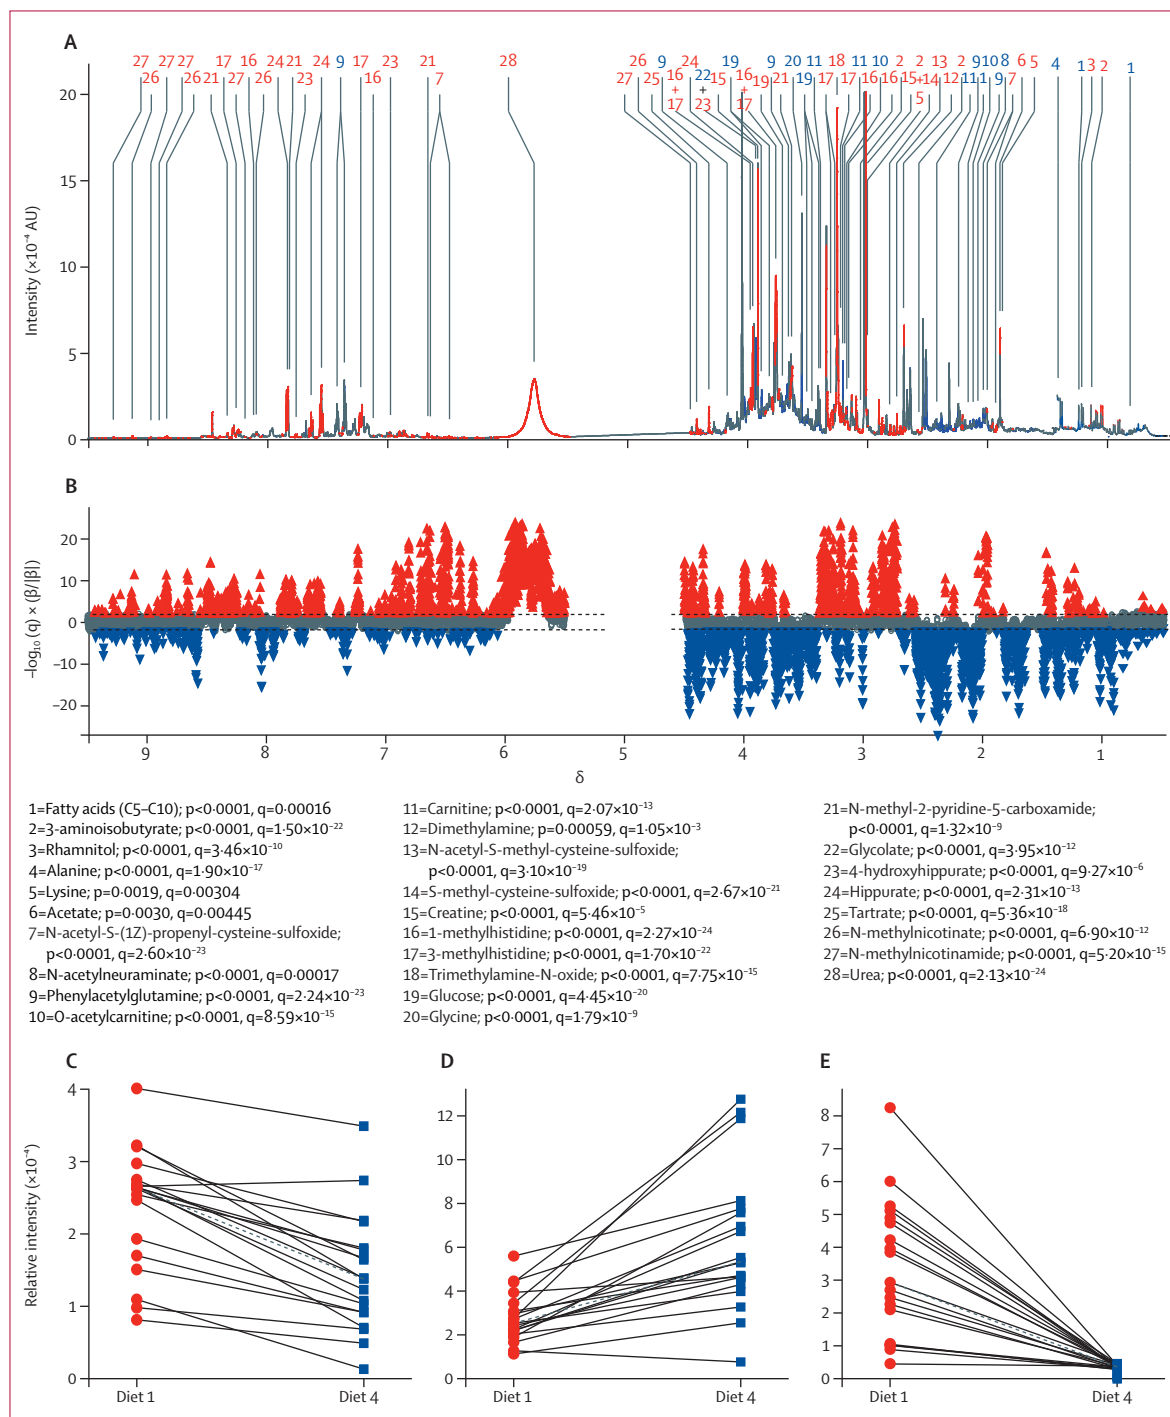 A
27 27 27 17 16 24 21 24 9 17 23 21 28 26 9 24 19 9 20 11 18 11 10 2 2 13 2 9 10 8 6 5 4 1 3 2 1
26 26 26 21 27 26 23 16 7 27 25 16 + 17 22 + 23 15 16 + 17 19 21 19 17 17 16 16 15 + 5 14 12 11 1 9 7
Intensity (×10⁻⁴ AU)
20
15
10
5
0
9 8 7 6 5 4 3 2 1
B
–log₁₀ (q) × (β/|β|)
20
10
0
–10
–20
9 8 7 6 5 4 3 2 1
δ
1=Fatty acids (C5–C10); p<0·0001, q=0·00016
2=3-aminoisobutyrate; p<0·0001, q=1·50×10⁻²²
3=Rhamnitol; p<0·0001, q=3·46×10⁻¹⁰
4=Alanine; p<0·0001, q=1·90×10⁻¹⁷
5=Lysine; p=0·0019, q=0·00304
6=Acetate; p=0·0030, q=0·00445
7=N-acetyl-S-(1Z)-propenyl-cysteine-sulfoxide;
p<0·0001, q=2·60×10⁻²³
8=N-acetylneuraminate; p<0·0001, q=0·00017
9=Phenylacetylglutamine; p<0·0001, q=2·24×10⁻²³
10=O-acetylcarnitine; p<0·0001, q=8·59×10⁻¹⁵
11=Carnitine; p<0·0001, q=2·07×10⁻¹³
12=Dimethylamine; p=0·00059, q=1·05×10⁻³
13=N-acetyl-S-methyl-cysteine-sulfoxide;
p<0·0001, q=3·10×10⁻¹⁹
14=S-methyl-cysteine-sulfoxide; p<0·0001, q=2·67×10⁻²¹
15=Creatine; p<0·0001, q=5·46×10⁻⁵
16=1-methylhistidine; p<0·0001, q=2·27×10⁻²⁴
17=3-methylhistidine; p<0·0001, q=1·70×10⁻²²
18=Trimethylamine-N-oxide; p<0·0001, q=7·75×10⁻¹⁵
19=Glucose; p<0·0001, q=4·45×10⁻²⁰
20=Glycine; p<0·0001, q=1·79×10⁻⁹
21=N-methyl-2-pyridine-5-carboxamide;
p<0·0001, q=1·32×10⁻⁹
22=Glycolate; p<0·0001, q=3·95×10⁻¹²
23=4-hydroxyhippurate; p<0·0001, q=9·27×10⁻⁶
24=Hippurate; p<0·0001, q=2·31×10⁻¹³
25=Tartrate; p<0·0001, q=5·36×10⁻¹⁸
26=N-methylnicotinate; p<0·0001, q=6·90×10⁻¹²
27=N-methylnicotinamide; p<0·0001, q=5·20×10⁻¹⁵
28=Urea; p<0·0001, q=2·13×10⁻²⁴
C
Relative intensity (×10⁻⁴)
4
3
2
1
0
Diet 1 Diet 4
D
12
10
8
6
4
2
0
Diet 1 Diet 4
E
8
7
6
5
4
3
2
1
0
Diet 1 Diet 4